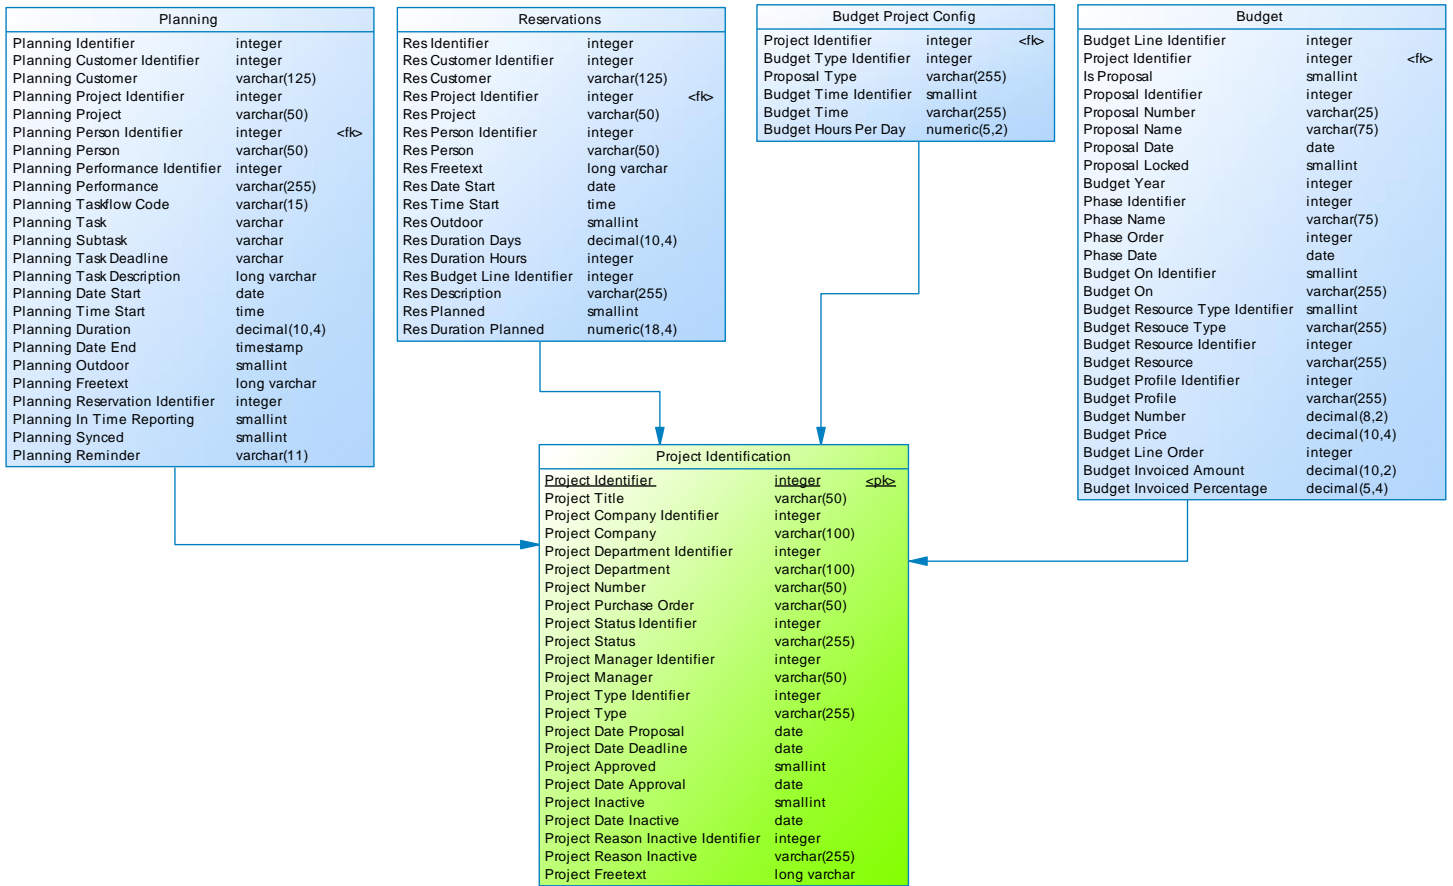 Planning
Planning Identifier integer
Planning Customer Identifier integer
Planning Customer varchar(125)
Planning Project Identifier integer
Planning Project varchar(50)
Planning Person Identifier integer <fk>
Planning Person varchar(50)
Planning Performance Identifier integer
Planning Performance varchar(255)
Planning Taskflow Code varchar(15)
Planning Task varchar
Planning Subtask varchar
Planning Task Deadline varchar
Planning Task Description long varchar
Planning Date Start date
Planning Time Start time
Planning Duration decimal(10,4)
Planning Date End timestamp
Planning Outdoor smallint
Planning Freetext long varchar
Planning Reservation Identifier integer
Planning In Time Reporting smallint
Planning Synced smallint
Planning Reminder varchar(11)
Reservations
Res Identifier integer
Res Customer Identifier integer
Res Customer varchar(125)
Res Project Identifier integer <fk>
Res Project varchar(50)
Res Person Identifier integer
Res Person varchar(50)
Res Freetext long varchar
Res Date Start date
Res Time Start time
Res Outdoor smallint
Res Duration Days decimal(10,4)
Res Duration Hours integer
Res Budget Line Identifier integer
Res Description varchar(255)
Res Planned smallint
Res Duration Planned numeric(18,4)
Budget Project Config
Project Identifier integer <fk>
Budget Type Identifier integer
Proposal Type varchar(255)
Budget Time Identifier smallint
Budget Time varchar(255)
Budget Hours Per Day numeric(5,2)
Budget
Budget Line Identifier integer
Project Identifier integer <fk>
Is Proposal smallint
Proposal Identifier integer
Proposal Number varchar(25)
Proposal Name varchar(75)
Proposal Date date
Proposal Locked smallint
Budget Year integer
Phase Identifier integer
Phase Name varchar(75)
Phase Order integer
Phase Date date
Budget On Identifier smallint
Budget On varchar(255)
Budget Resource Type Identifier smallint
Budget Resouce Type varchar(255)
Budget Resource Identifier integer
Budget Resource varchar(255)
Budget Profile Identifier integer
Budget Profile varchar(255)
Budget Number decimal(8,2)
Budget Price decimal(10,4)
Budget Line Order integer
Budget Invoiced Amount decimal(10,2)
Budget Invoiced Percentage decimal(5,4)
Project Identification
Project Identifier integer <pk>
Project Title varchar(50)
Project Company Identifier integer
Project Company varchar(100)
Project Department Identifier integer
Project Department varchar(100)
Project Number varchar(50)
Project Purchase Order varchar(50)
Project Status Identifier integer
Project Status varchar(255)
Project Manager Identifier integer
Project Manager varchar(50)
Project Type Identifier integer
Project Type varchar(255)
Project Date Proposal date
Project Date Deadline date
Project Approved smallint
Project Date Approval date
Project Inactive smallint
Project Date Inactive date
Project Reason Inactive Identifier integer
Project Reason Inactive varchar(255)
Project Freetext long varchar